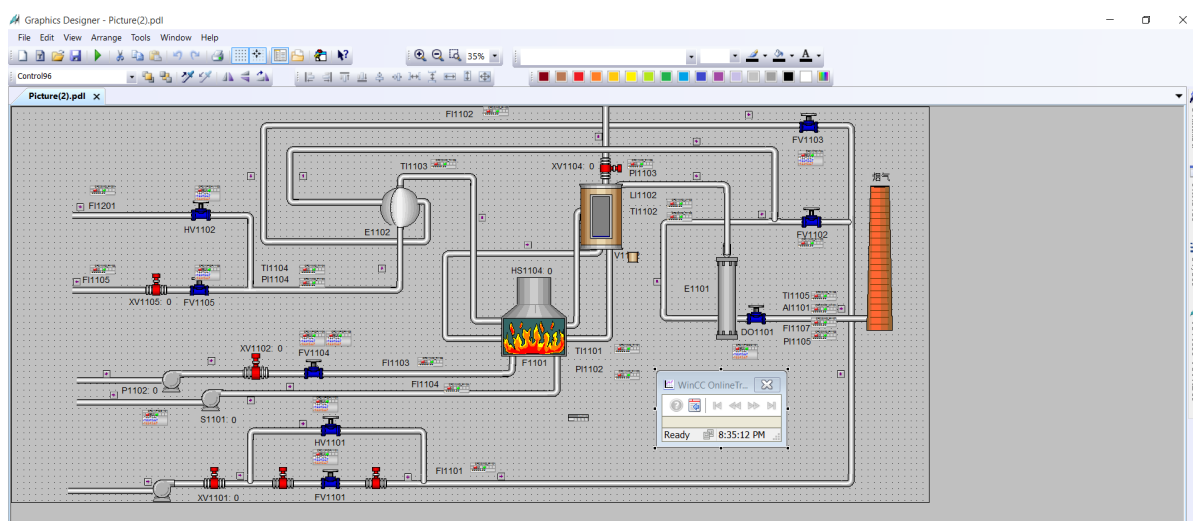 Graphics Designer - Picture(2).pdl
File Edit View Arrange Tools Window Help
35%
Control96
Picture(2).pdl
FI1102
FV1103
TI1103
XV1104: 0
PI1103
烟气
FI1201
LI1102
TI1102
HV1102
E1102
FV1102
TI1104
HS1104: 0
FI1105
PI1104
E1101
XV1105: 0
FV1105
TI1105
AI1101
DO1101
FI1107
PI1105
XV1102: 0
FV1104
FI1103
F1101
TI1101
PI1102
P1102: 0
FI1104
WinCC OnlineTr...
S1101: 0
HV1101
Ready 8:35:12 PM
FI1101
XV1101: 0
FV1101